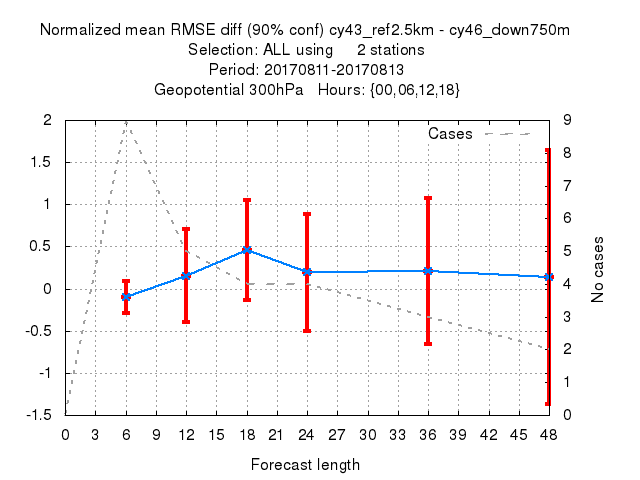 Normalized mean RMSE diff (90% conf) cy43_ref2.5km - cy46_down750m
Selection: ALL using     2 stations
Period: 20170811-20170813
Geopotential 300hPa   Hours: {00,06,12,18}
Cases
2
1.5
1
0.5
0
-0.5
-1
-1.5
9
8
7
6
5
4
3
2
1
0
No cases
0 3 6 9 12 15 18 21 24 27 30 33 36 39 42 45 48
Forecast length